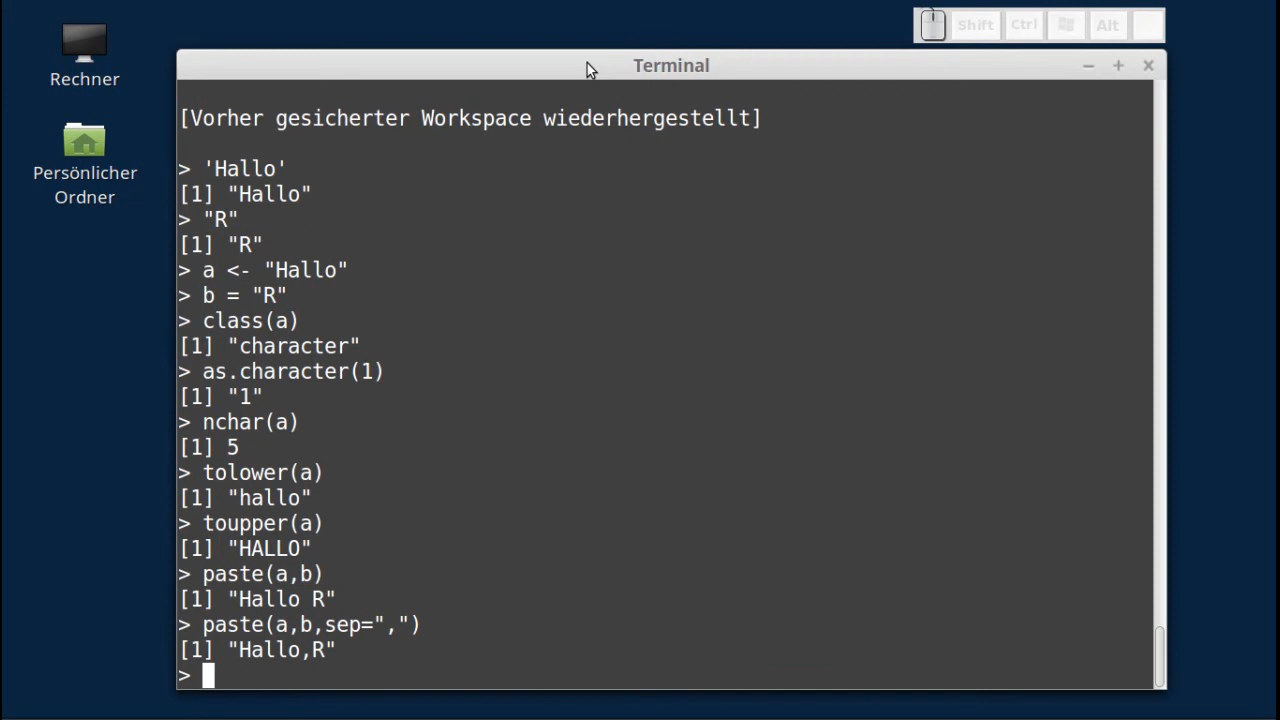 Shift Ctrl Alt
Rechner
Persönlicher
Ordner
Terminal
[Vorher gesicherter Workspace wiederhergestellt]
> 'Hallo'
[1] "Hallo"
> "R"
[1] "R"
> a <- "Hallo"
> b = "R"
> class(a)
[1] "character"
> as.character(1)
[1] "1"
> nchar(a)
[1] 5
> tolower(a)
[1] "hallo"
> toupper(a)
[1] "HALLO"
> paste(a,b)
[1] "Hallo R"
> paste(a,b,sep=",")
[1] "Hallo,R"
>